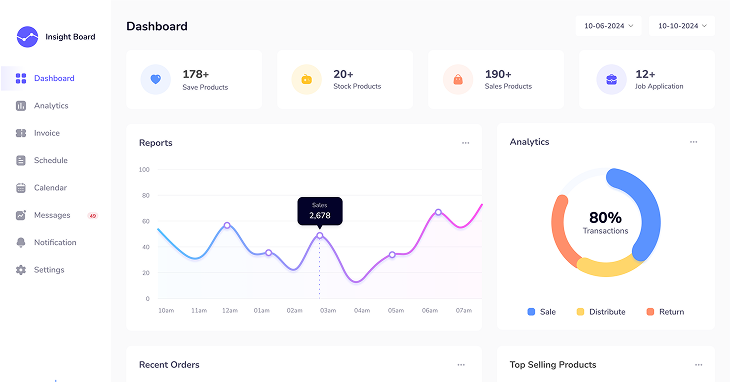 Insight Board
Dashboard
Analytics
Invoice
Schedule
Calendar
Messages 49
Notification
Settings
Dashboard
10-06-2024
10-10-2024
178+
Save Products
20+
Stock Products
190+
Sales Products
12+
Job Application
Reports
100
80
60
40
20
0
Sales
2,678
10am 11am 12am 01am 02am 03am 04am 05am 06am 07am
Analytics
80%
Transactions
Sale Distribute Return
Recent Orders
Top Selling Products